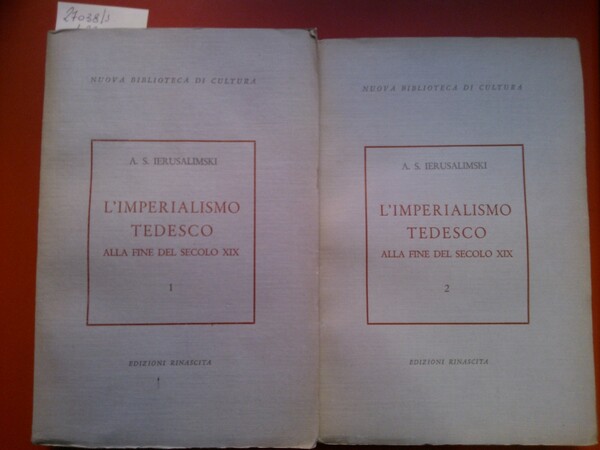 27038/s
NUOVA BIBLIOTECA DI CULTURA
A. S. IERUSALIMSKI
L'IMPERIALISMO
TEDESCO
ALLA FINE DEL SECOLO XIX
1
EDIZIONI RINASCITA
NUOVA BIBLIOTECA DI CULTURA
A. S. IERUSALIMSKI
L'IMPERIALISMO
TEDESCO
ALLA FINE DEL SECOLO XIX
2
EDIZIONI RINASCITA